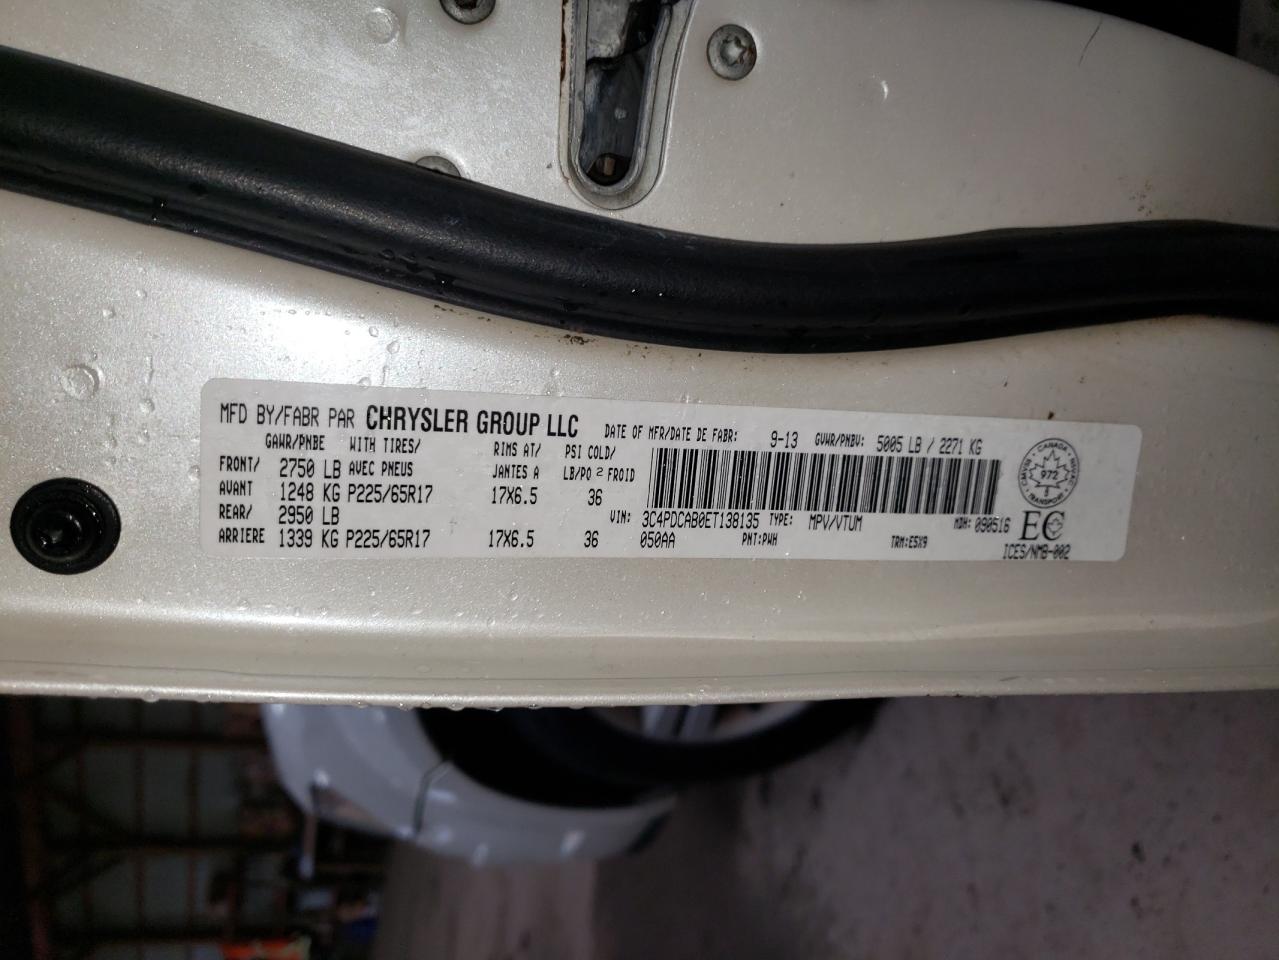 MFD BY/FABR PAR CHRYSLER GROUP LLC DATE OF MFR/DATE DE FABR: 9-13 GVWR/PNBV: 5005 LB / 2271 KG
GAWR/PNBE WITH TIRES/ RIMS AT/ PSI COLD/
FRONT/ 2750 LB AVEC PNEUS JANTES A LB/PO 2 FROID
AVANT 1248 KG P225/65R17 17X6.5 36
REAR/ 2950 LB VIN: 3C4PDCAB0ET138135 TYPE: MPV/VTUM MDH: 090516
ARRIERE 1339 KG P225/65R17 17X6.5 36 050AA PNT:PWH TRM:E5X9
CANADA
972
TRANSPORT
EC
ICES/NMB-002